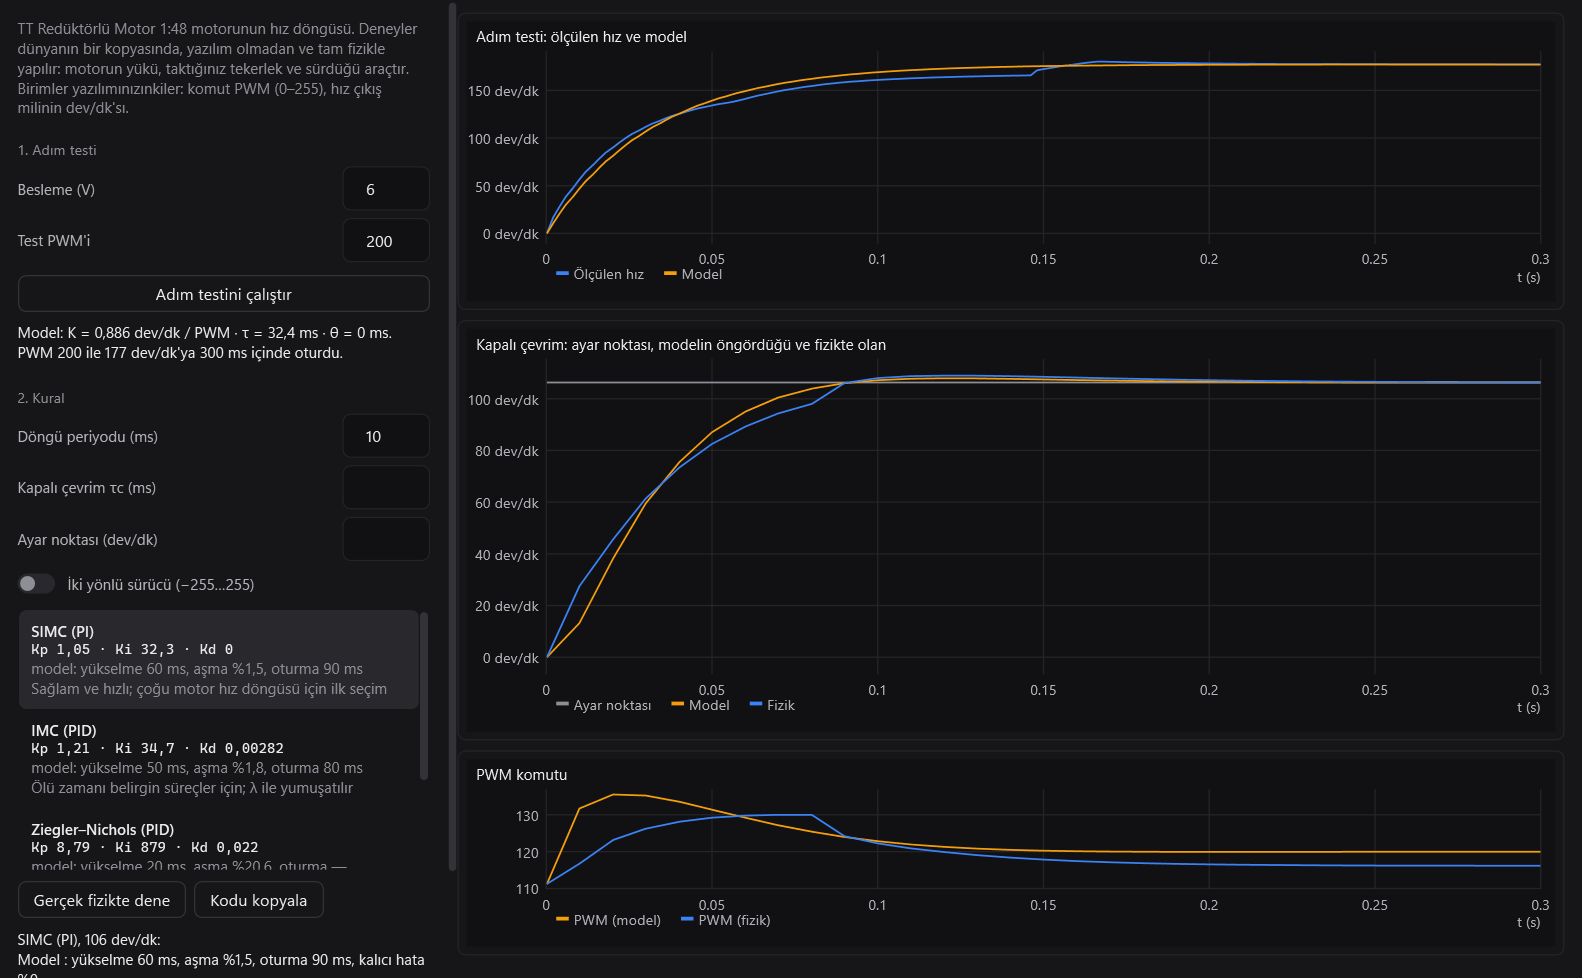 TT Redüktörlü Motor 1:48 motorunun hız döngüsü. Deneyler
dünyanın bir kopyasında, yazılım olmadan ve tam fizikle
yapılır: motorun yükü, taktığınız tekerlek ve sürdüğü araçtır.
Birimler yazılımınızınkiler: komut PWM (0–255), hız çıkış
milinin dev/dk'sı.
1. Adım testi
Besleme (V)
6
Test PWM'i
200
Adım testini çalıştır
Model: K = 0,886 dev/dk / PWM · τ = 32,4 ms · θ = 0 ms.
PWM 200 ile 177 dev/dk'ya 300 ms içinde oturdu.
2. Kural
Döngü periyodu (ms)
10
Kapalı çevrim τc (ms)
Ayar noktası (dev/dk)
İki yönlü sürücü (−255…255)
SIMC (PI)
Kp 1,05 · Ki 32,3 · Kd 0
model: yükselme 60 ms, aşma %1,5, oturma 90 ms
Sağlam ve hızlı; çoğu motor hız döngüsü için ilk seçim
IMC (PID)
Kp 1,21 · Ki 34,7 · Kd 0,00282
model: yükselme 50 ms, aşma %1,8, oturma 80 ms
Ölü zamanı belirgin süreçler için; λ ile yumuşatılır
Ziegler–Nichols (PID)
Kp 8,79 · Ki 879 · Kd 0,022
model: yükselme 20 ms, aşma %20,6, oturma —
Gerçek fizikte dene
Kodu kopyala
SIMC (PI), 106 dev/dk:
Model : yükselme 60 ms, aşma %1,5, oturma 90 ms, kalıcı hata
%0
Adım testi: ölçülen hız ve model
150 dev/dk
100 dev/dk
50 dev/dk
0 dev/dk
0 0.05 0.1 0.15 0.2 0.25 0.3
t (s)
Ölçülen hız Model
Kapalı çevrim: ayar noktası, modelin öngördüğü ve fizikte olan
100 dev/dk
80 dev/dk
60 dev/dk
40 dev/dk
20 dev/dk
0 dev/dk
0 0.05 0.1 0.15 0.2 0.25 0.3
t (s)
Ayar noktası Model Fizik
PWM komutu
130
120
110
0 0.05 0.1 0.15 0.2 0.25 0.3
t (s)
PWM (model) PWM (fizik)